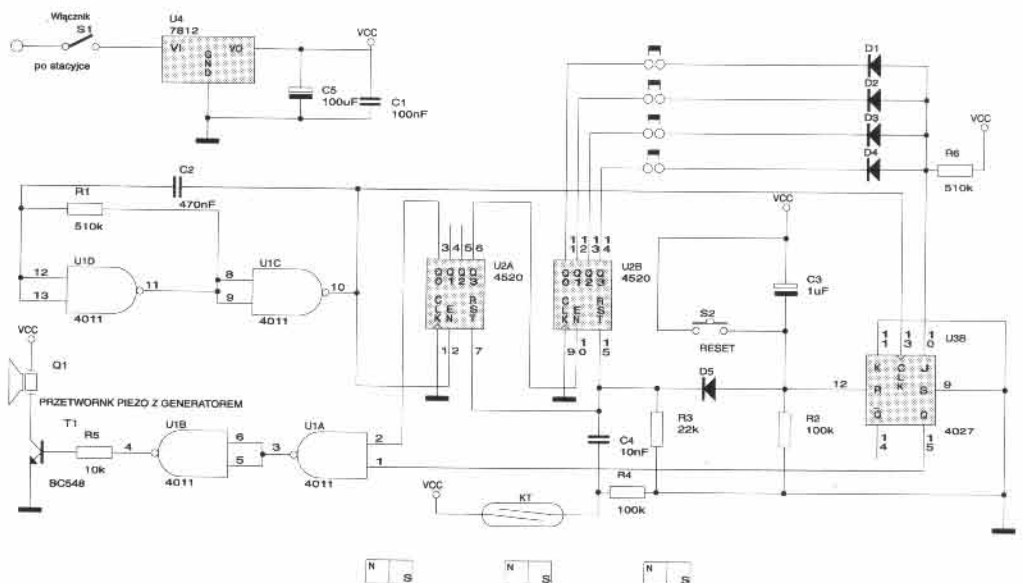 Włącznik
S1
po stacyjce
U4
7812
VI
VO
GND
VCC
C5
100uF
C1
100nF
D1
D2
D3
D4
VCC
R6
510k
C2
470nF
R1
510k
U1D
12
13
11
4011
U1C
8
9
10
4011
3 4 5 6
Q0 Q1 Q2 Q3
CLK EN RST
U2A
4520
1 2 7
11 12 13 14
Q0 Q1 Q2 Q3
CLK EN RST
U2B
4520
9 10 15
VCC
C3
1uF
S2
RESET
D5
R3
22k
R2
100k
C4
10nF
R4
100k
VCC
KT
11 13 10
U3B
K CLK J
R S
Q Q
12
9
14 15
4027
VCC
Q1
PRZETWORNK PIEZO Z GENERATOREM
T1
BC548
R5
10k
U1B
4
6
5
4011
U1A
3
2
1
4011
N S
N S
N S